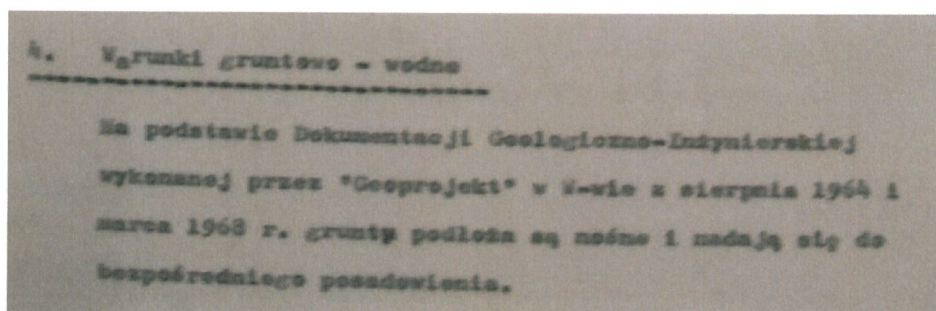 4. Warunki gruntowo - wodne
Na podstawie Dokumentacji Geologiczno-Inżynierskiej
wykonanej przez "Geoprojekt" w W-wie z sierpnia 1964 i
marca 1968 r. grunty podłoża są nośne i nadają się do
bezpośredniego posadowienia.